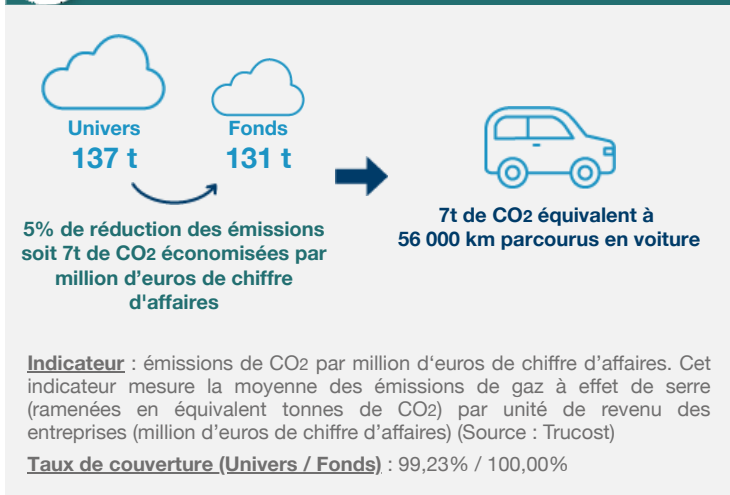 Univers
Fonds
137 t
131 t
5% de réduction des émissions
soit 7t de CO2 économisées par
million d’euros de chiffre
d'affaires
7t de CO2 équivalent à
56 000 km parcourus en voiture
Indicateur : émissions de CO2 par million d‘euros de chiffre d’affaires. Cet
indicateur mesure la moyenne des émissions de gaz à effet de serre
(ramenées en équivalent tonnes de CO2) par unité de revenu des
entreprises (million d’euros de chiffre d’affaires) (Source : Trucost)
Taux de couverture (Univers / Fonds) : 99,23% / 100,00%